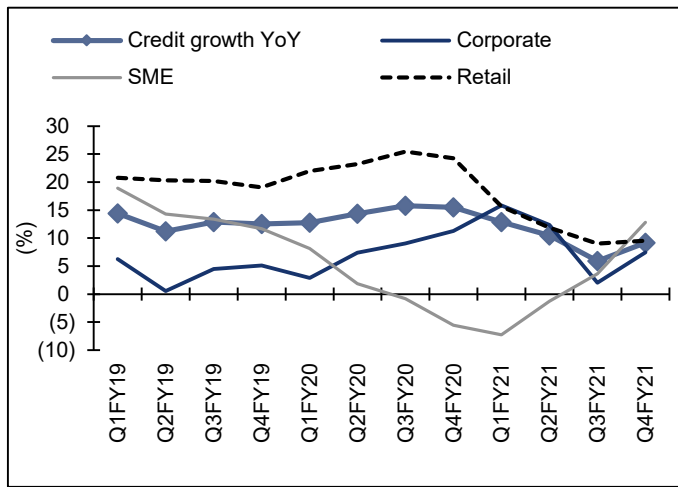 Credit growth YoY
Corporate
SME
Retail
30
25
20
15
10
5
0
(5)
(10)
(%)
Q1FY19
Q2FY19
Q3FY19
Q4FY19
Q1FY20
Q2FY20
Q3FY20
Q4FY20
Q1FY21
Q2FY21
Q3FY21
Q4FY21